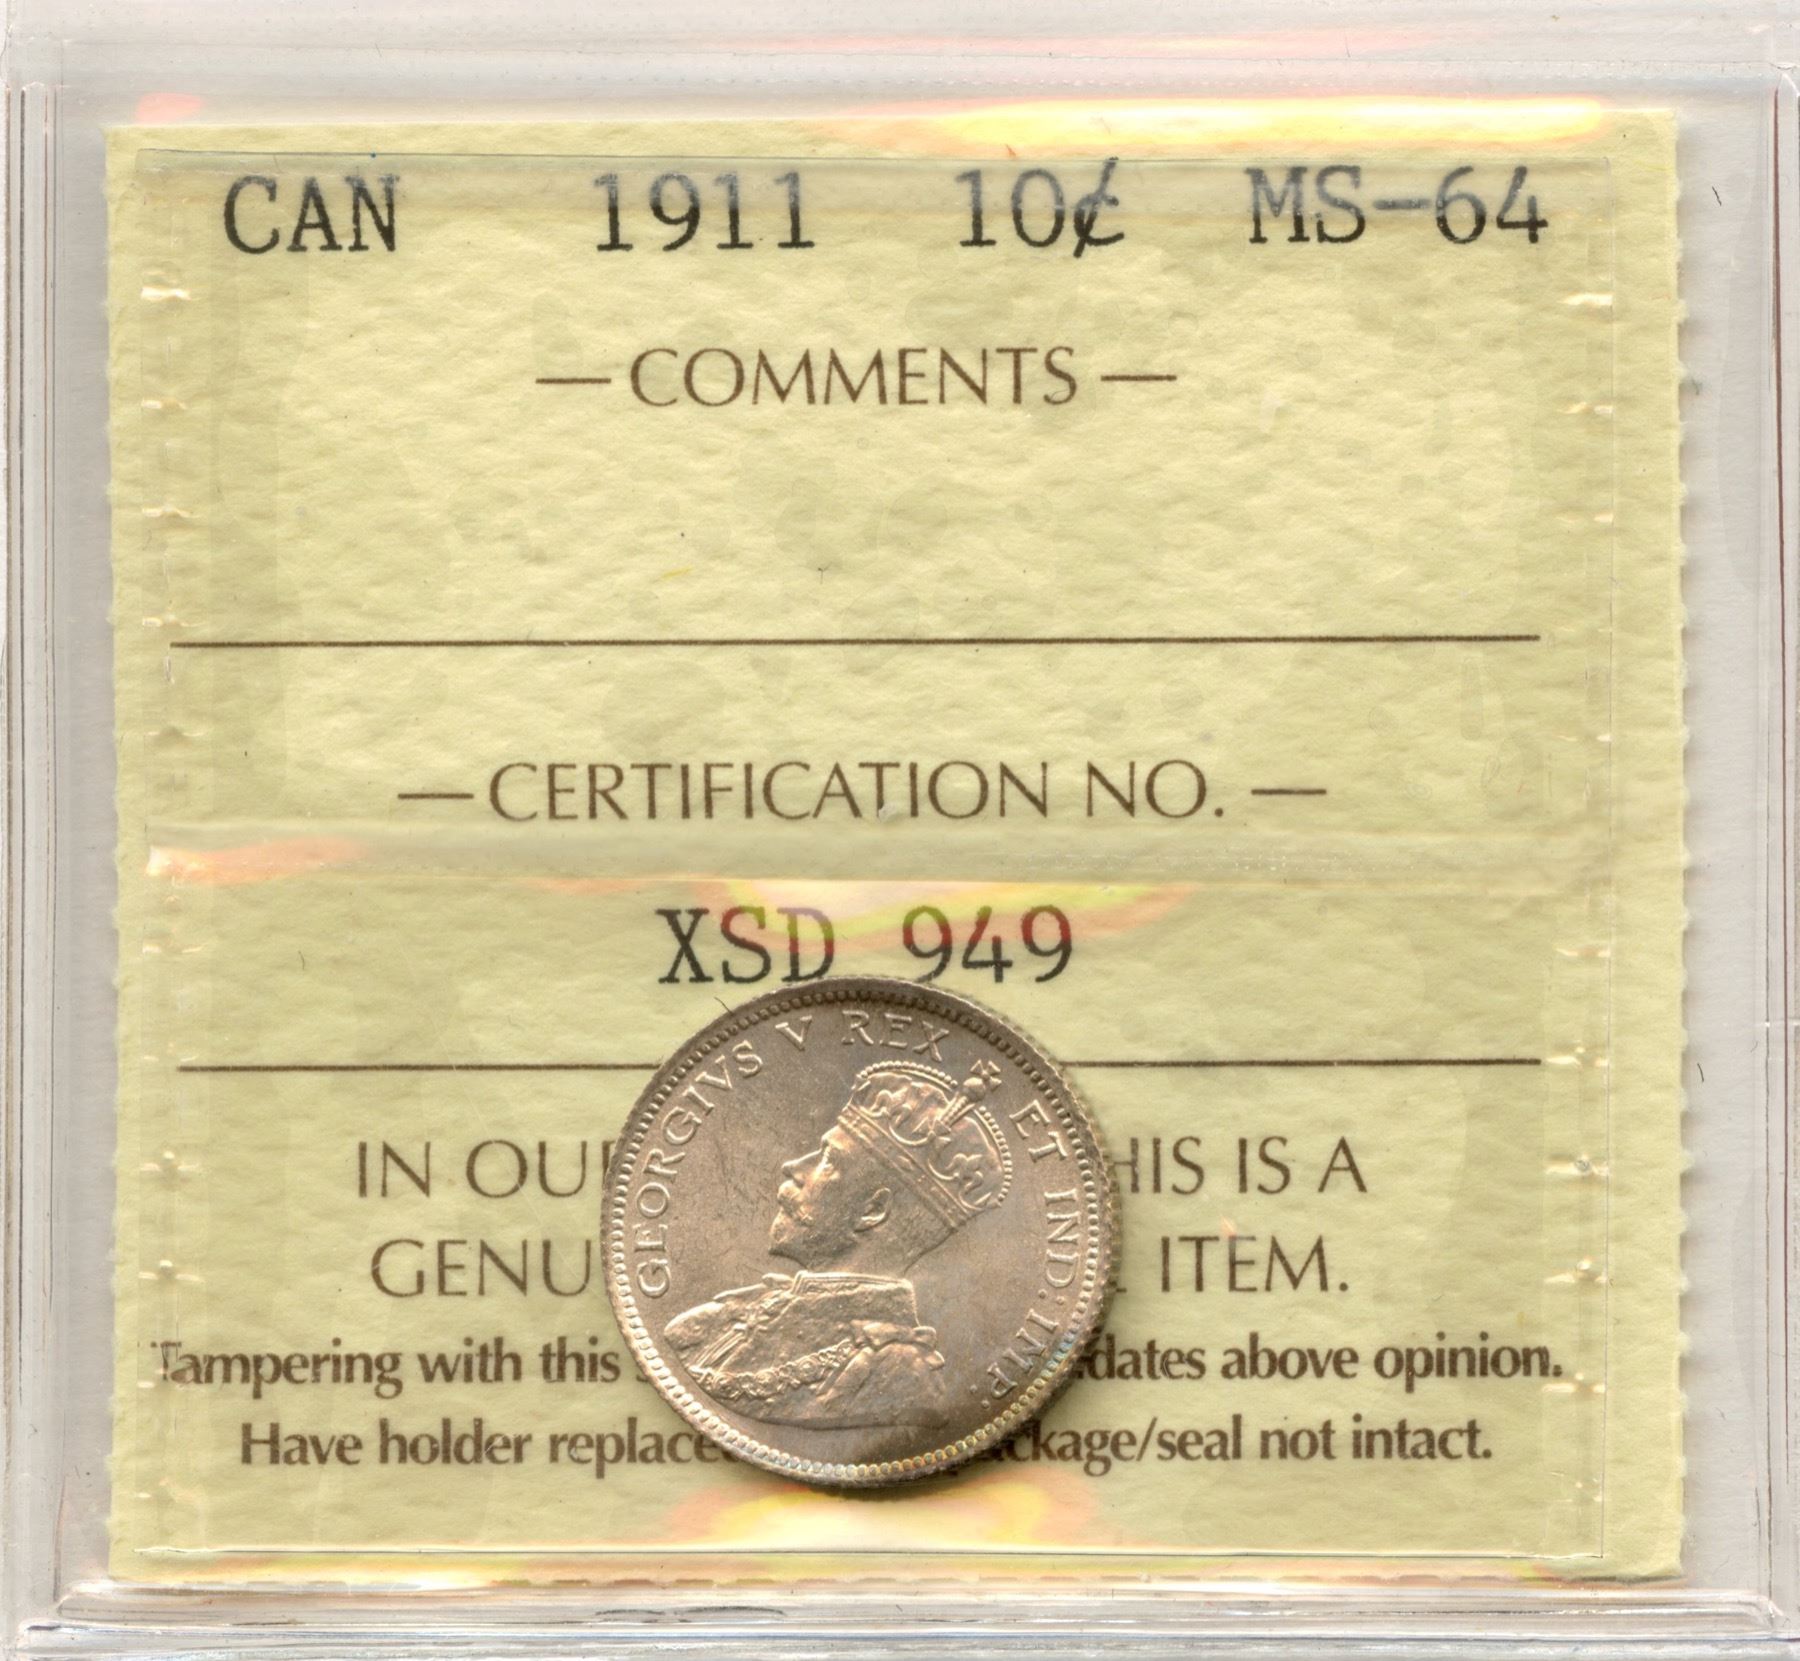 CAN 1911 10¢ MS-64
— COMMENTS —
— CERTIFICATION NO. —
XSD 949
GEORGIVS V REX ET IND: IMP.
IN OU HIS IS A
GENU ITEM.
Tampering with this dates above opinion.
Have holder replace ckage/seal not intact.